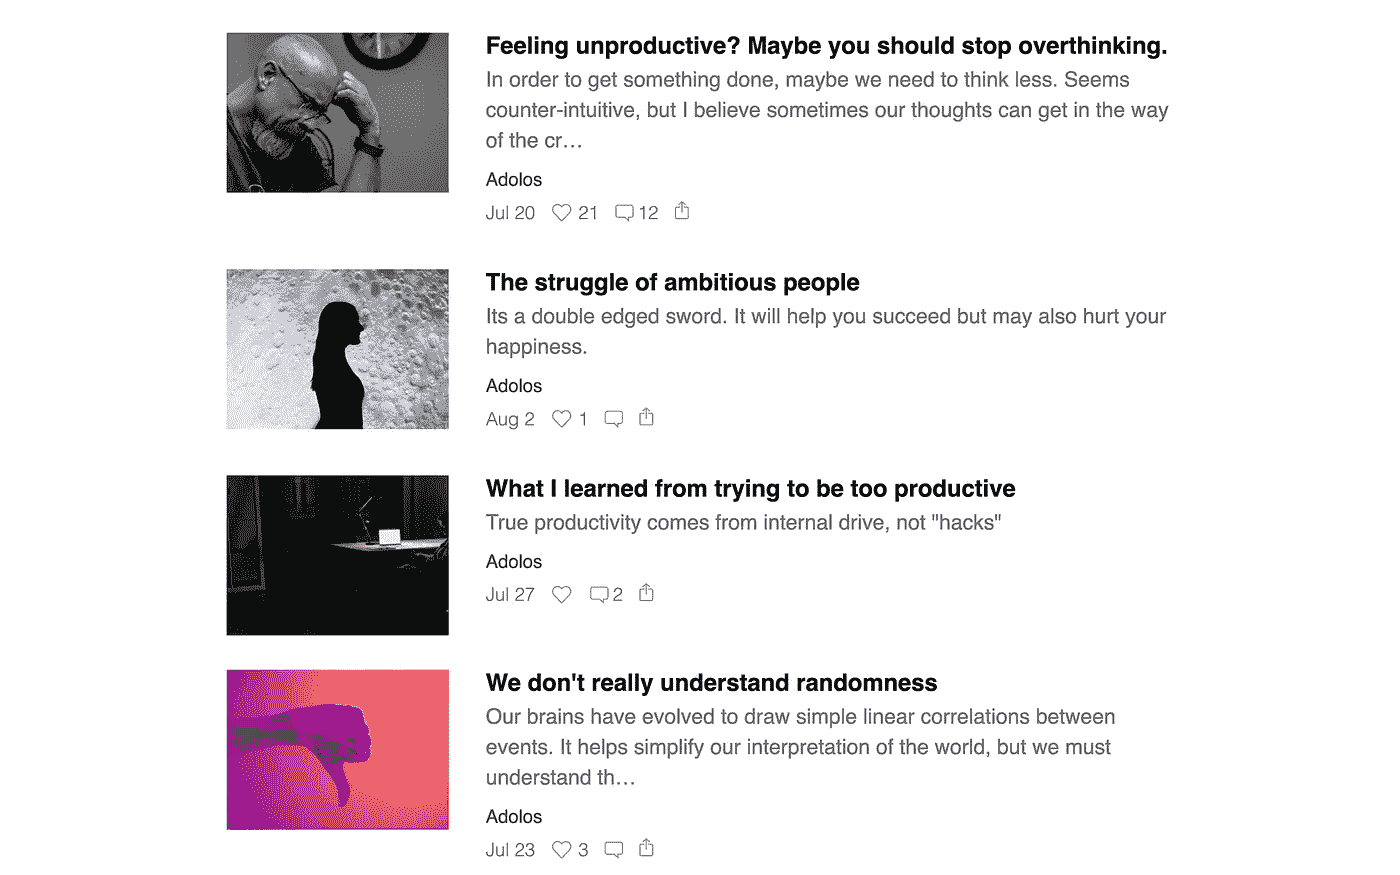 Feeling unproductive? Maybe you should stop overthinking.
In order to get something done, maybe we need to think less. Seems
counter-intuitive, but I believe sometimes our thoughts can get in the way
of the cr…
Adolos
Jul 20 21 12
The struggle of ambitious people
Its a double edged sword. It will help you succeed but may also hurt your
happiness.
Adolos
Aug 2 1
What I learned from trying to be too productive
True productivity comes from internal drive, not "hacks"
Adolos
Jul 27 2
We don't really understand randomness
Our brains have evolved to draw simple linear correlations between
events. It helps simplify our interpretation of the world, but we must
understand th…
Adolos
Jul 23 3